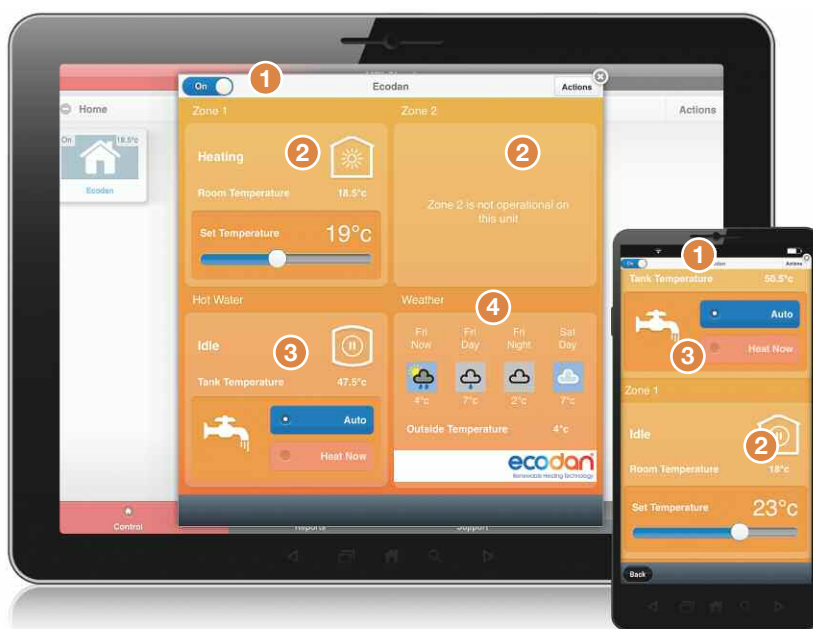 On
1
Ecodan
Actions
Home
Actions
On
18.5°c
Ecodan
Zone 1
Zone 2
Heating
2
2
Room Temperature
18.5°c
Zone 2 is not operational on
this unit
Set Temperature
19°c
Hot Water
Weather
4
Idle
3
Fri
Now
Fri
Day
Fri
Night
Sat
Day
Tank Temperature
47.5°c
4°c
7°c
2°c
7°c
Auto
Heat Now
Outside Temperature
4°c
ecodan
Renewable Heating Technology
Control
Reports
Support
1
On
Actions
Tank Temperature
50.5°c
Auto
3
Heat Now
Zone 1
Idle
2
Room Temperature
18°c
Set Temperature
23°c
Back